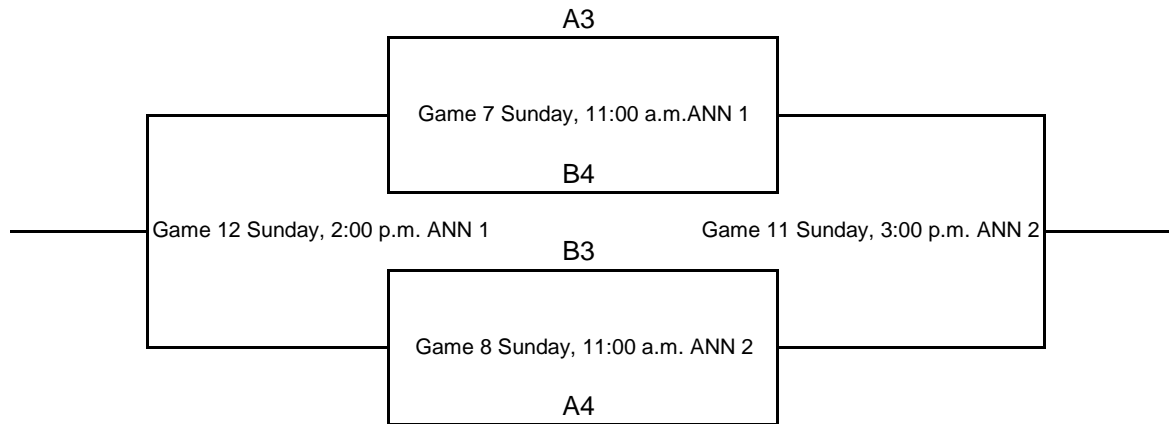 A3
Game 7 Sunday, 11:00 a.m.ANN 1
B4
Game 12 Sunday, 2:00 p.m. ANN 1
Game 11 Sunday, 3:00 p.m. ANN 2
B3
Game 8 Sunday, 11:00 a.m. ANN 2
A4